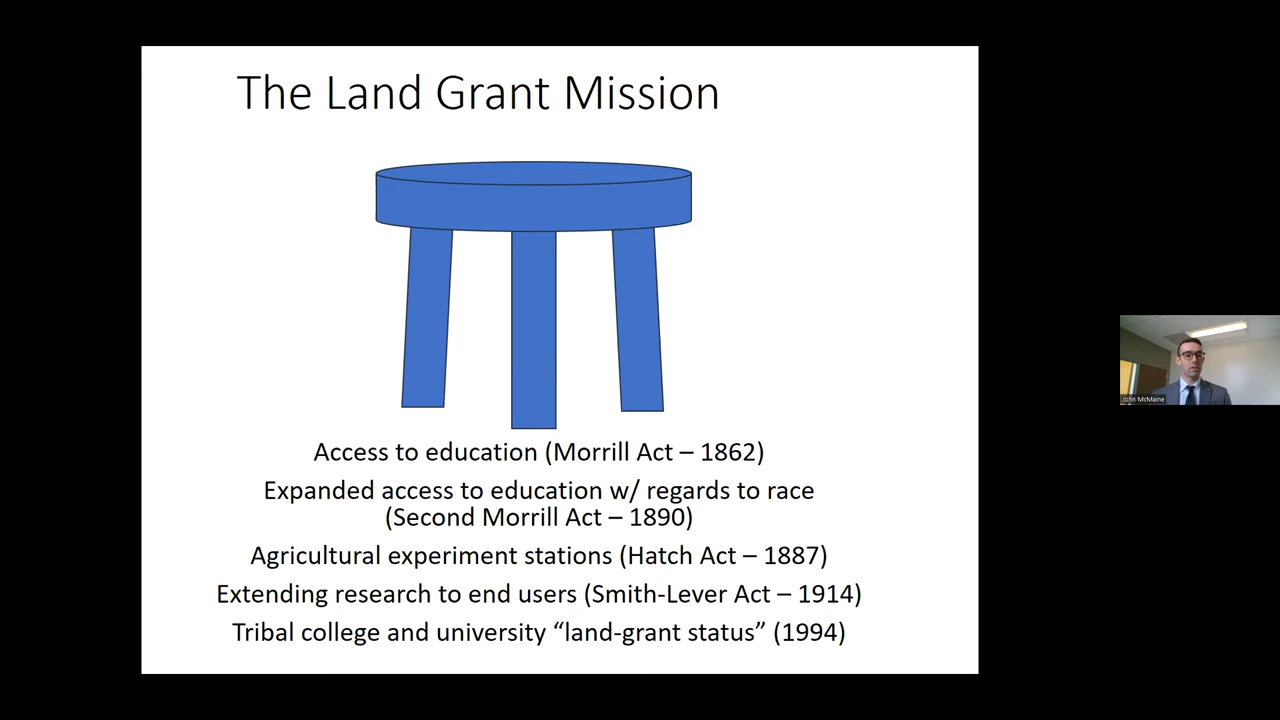 The Land Grant Mission
Access to education (Morrill Act – 1862)
Expanded access to education w/ regards to race
(Second Morrill Act – 1890)
Agricultural experiment stations (Hatch Act – 1887)
Extending research to end users (Smith-Lever Act – 1914)
Tribal college and university “land-grant status” (1994)
John McMaine